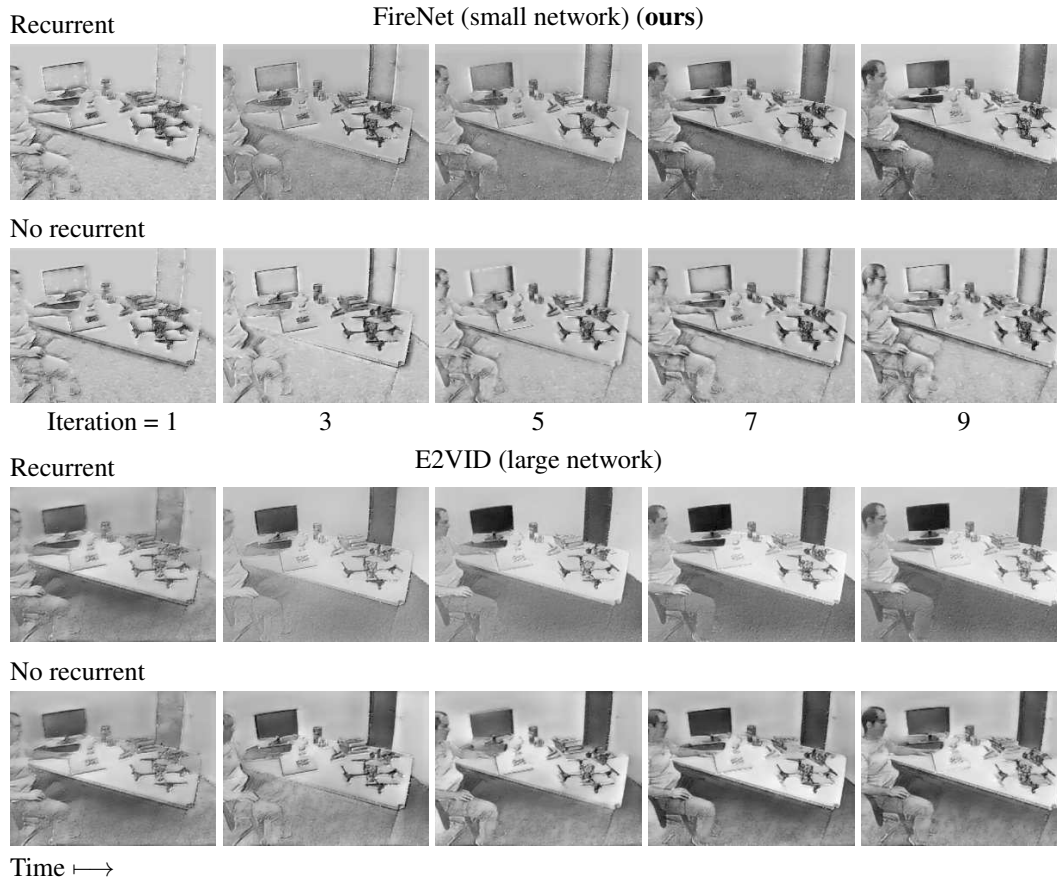 FireNet (small network) (ours)
Recurrent
No recurrent
Iteration = 1 3 5 7 9
E2VID (large network)
Recurrent
No recurrent
Time ⟼